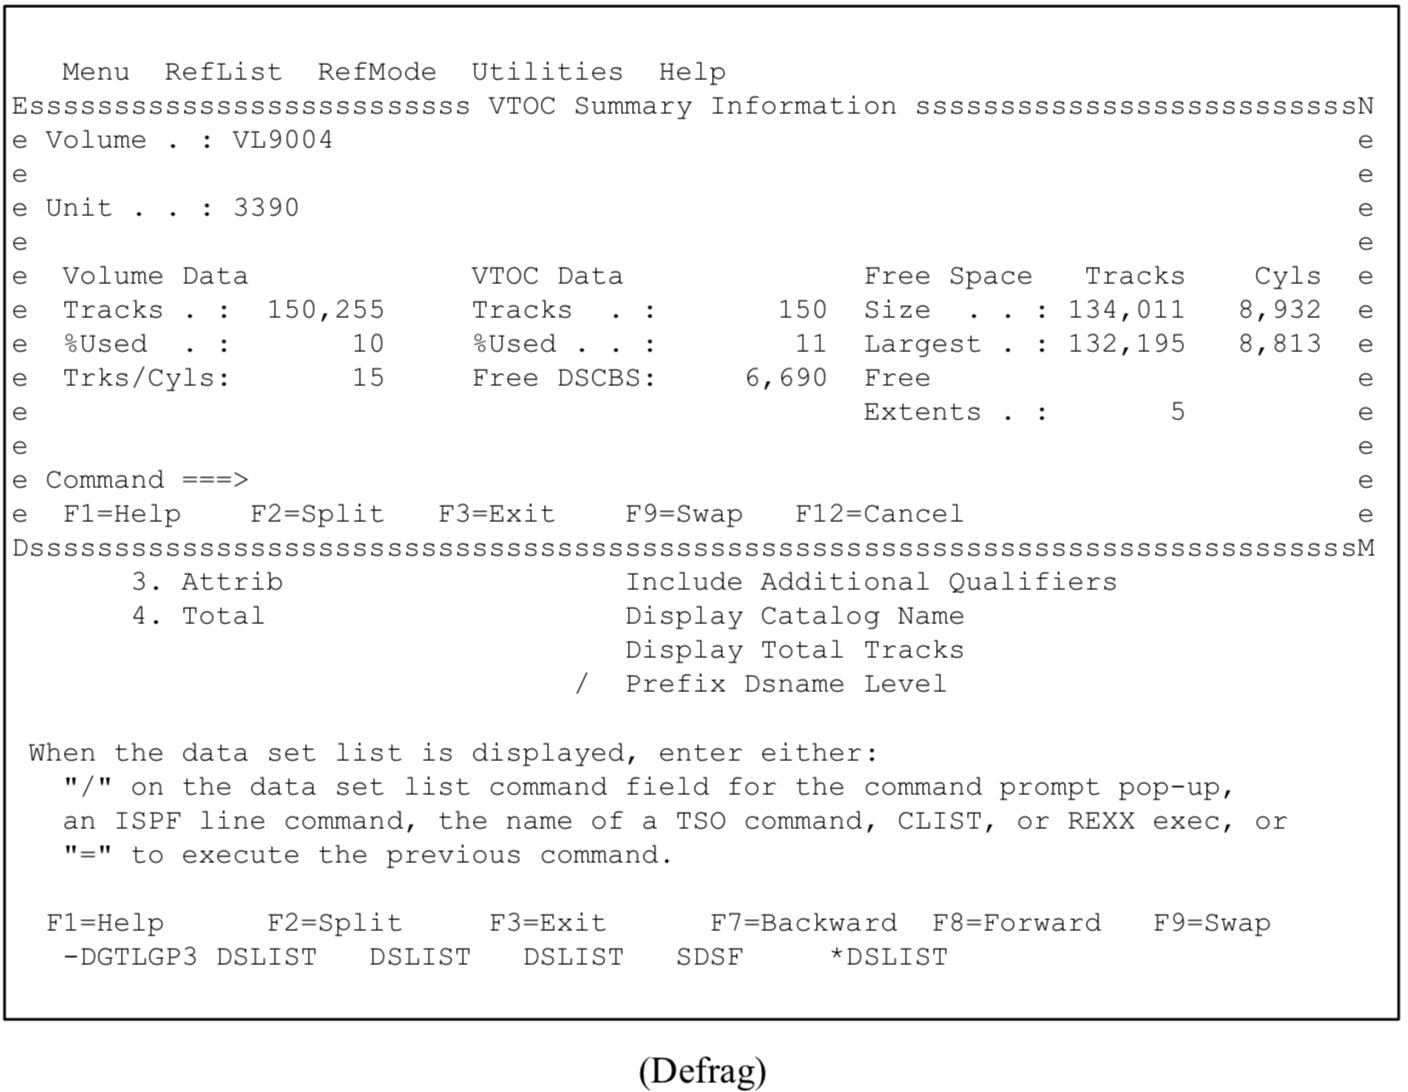 Menu  RefList  RefMode  Utilities  Help
Esssssssssssssssssssssssssss VTOC Summary Information ssssssssssssssssssssssssssN
e Volume . : VL9004                                                            e
e                                                                              e
e Unit . . : 3390                                                              e
e                                                                              e
e  Volume Data             VTOC Data              Free Space   Tracks    Cyls  e
e  Tracks . :  150,255     Tracks  . :       150  Size  . . : 134,011   8,932  e
e  %Used  . :       10     %Used . . :        11  Largest . : 132,195   8,813  e
e  Trks/Cyls:       15     Free DSCBS:     6,690  Free                         e
e                                                 Extents . :       5          e
e                                                                              e
e Command ===>                                                                 e
e  F1=Help    F2=Split   F3=Exit    F9=Swap   F12=Cancel                       e
DssssssssssssssssssssssssssssssssssssssssssssssssssssssssssssssssssssssssssssssM
3. Attrib                    Include Additional Qualifiers
4. Total                     Display Catalog Name
Display Total Tracks
/  Prefix Dsname Level
When the data set list is displayed, enter either:
"/" on the data set list command field for the command prompt pop-up,
an ISPF line command, the name of a TSO command, CLIST, or REXX exec, or
"=" to execute the previous command.
F1=Help      F2=Split     F3=Exit      F7=Backward  F8=Forward   F9=Swap
-DGTLGP3 DSLIST   DSLIST   DSLIST   SDSF     *DSLIST
(Defrag)